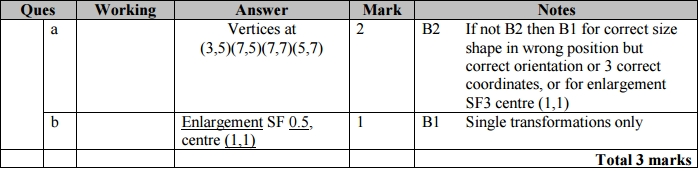 Ques Working Answer Mark Notes
a Vertices at 2 B2 If not B2 then B1 for correct size
(3,5)(7,5)(7,7)(5,7) shape in wrong position but
correct orientation or 3 correct
coordinates, or for enlargement
SF3 centre (1,1)
b Enlargement SF 0.5, 1 B1 Single transformations only
centre (1,1)
Total 3 marks